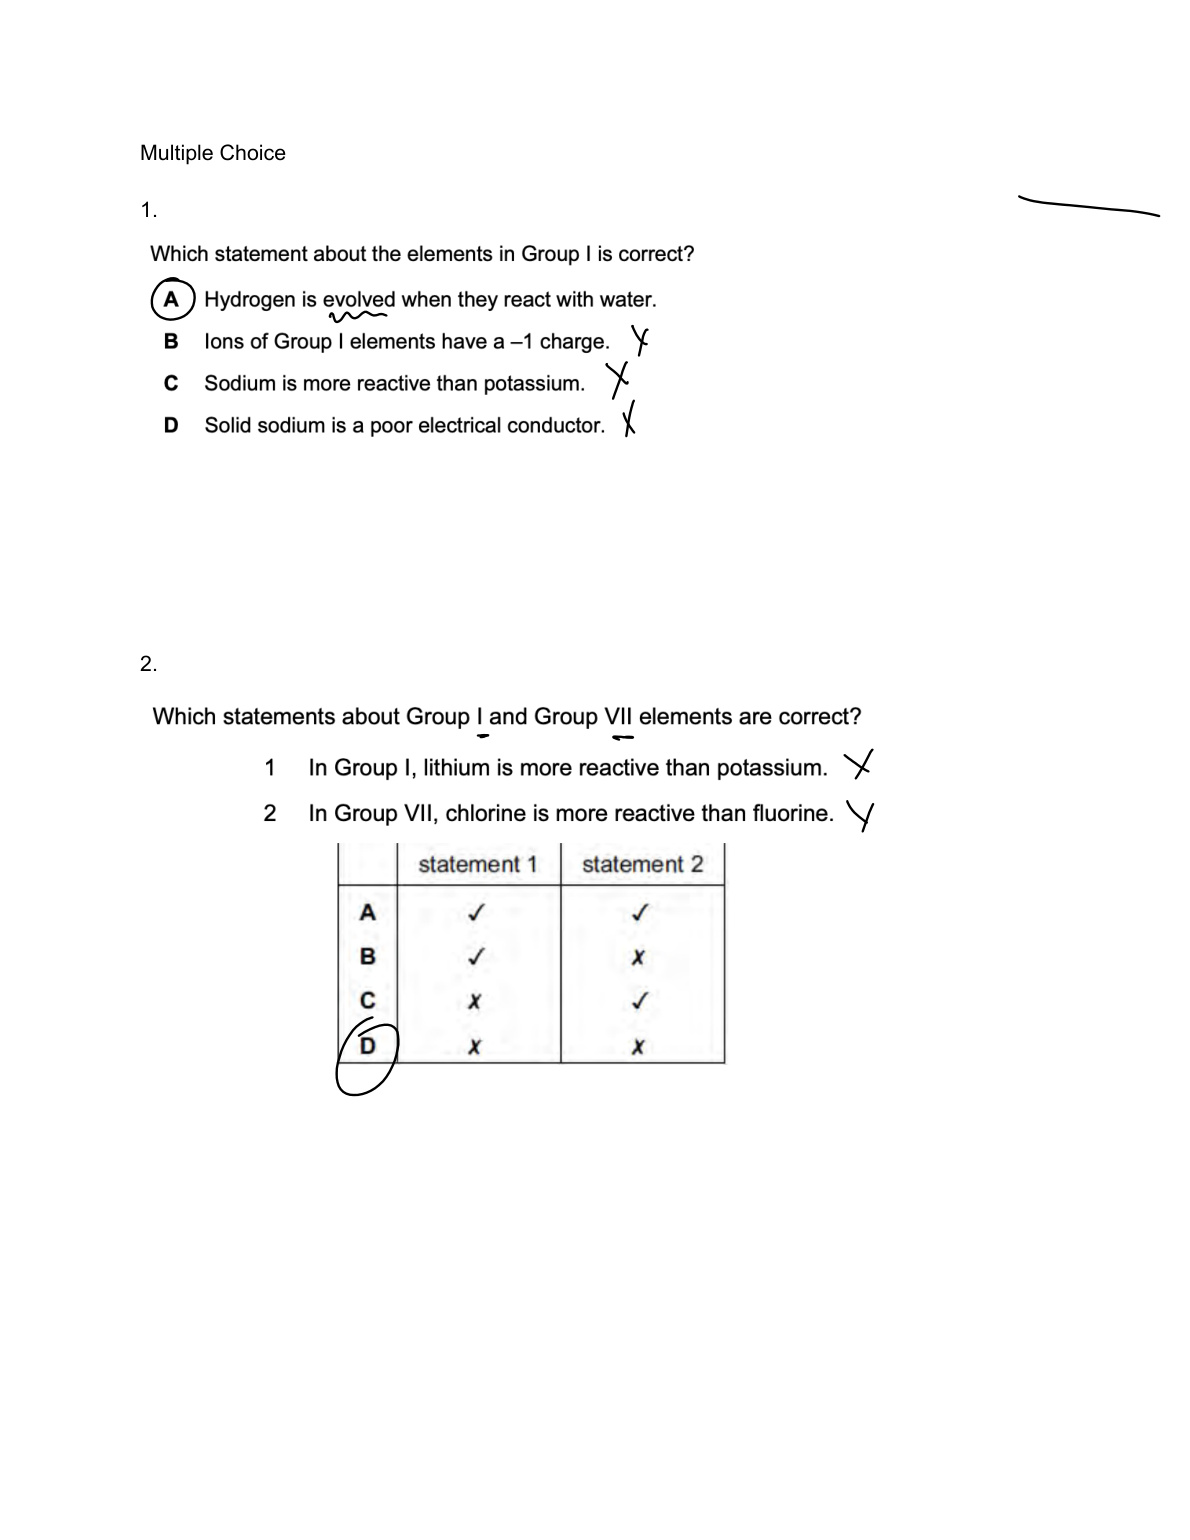 Multiple Choice
1.
Which statement about the elements in Group I is correct?
A Hydrogen is evolved when they react with water.
B Ions of Group I elements have a –1 charge. X
C Sodium is more reactive than potassium. X
D Solid sodium is a poor electrical conductor. X
2.
Which statements about Group I and Group VII elements are correct?
1 In Group I, lithium is more reactive than potassium. X
2 In Group VII, chlorine is more reactive than fluorine. X
statement 1 statement 2
A ✓ ✓
B ✓ ✗
C ✗ ✓
D ✗ ✗